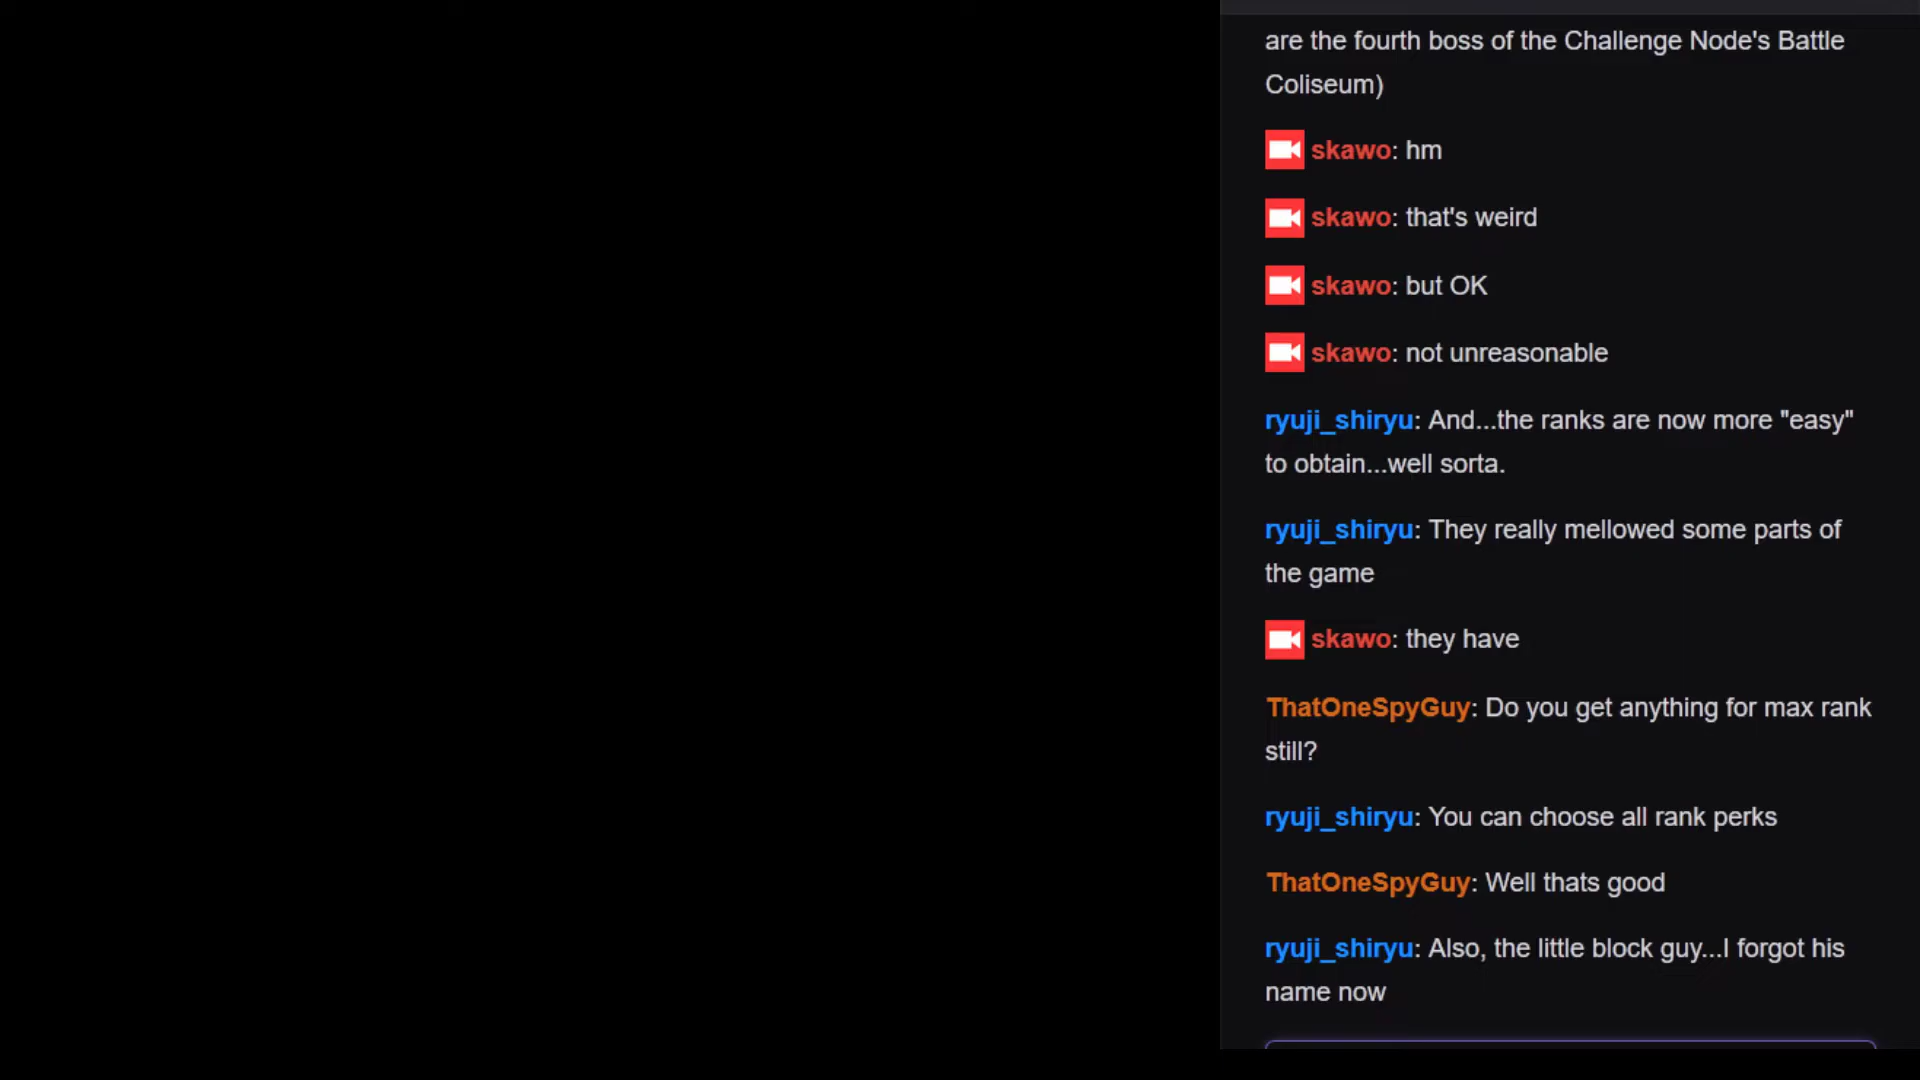 are the fourth boss of the Challenge Node's Battle
Coliseum)
skawo: hm
skawo: that's weird
skawo: but OK
skawo: not unreasonable
ryuji_shiryu: And...the ranks are now more "easy"
to obtain...well sorta.
ryuji_shiryu: They really mellowed some parts of
the game
skawo: they have
ThatOneSpyGuy: Do you get anything for max rank
still?
ryuji_shiryu: You can choose all rank perks
ThatOneSpyGuy: Well thats good
ryuji_shiryu: Also, the little block guy...I forgot his
name now